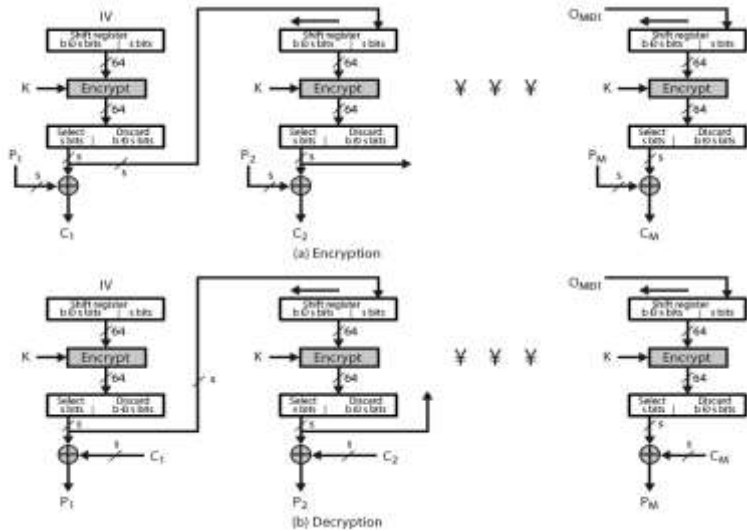 IV
O_MÐ1
Shift register
b Ð s bits | s bits
Shift register
b Ð s bits | s bits
Shift register
b Ð s bits | s bits
64
64
64
K
Encrypt
K
Encrypt
K
Encrypt
64
64
64
Select
s bits
Discard
b Ð s bits
Select
s bits
Discard
b Ð s bits
Select
s bits
Discard
b Ð s bits
¥ ¥ ¥
P1
s
s
s
P2
s
s
PM
s
s
C1
C2
CM
(a) Encryption
IV
O_MÐ1
Shift register
b Ð s bits | s bits
Shift register
b Ð s bits | s bits
Shift register
b Ð s bits | s bits
64
64
64
K
Encrypt
K
Encrypt
K
Encrypt
64
64
64
s
Select
s bits
Discard
b Ð s bits
Select
s bits
Discard
b Ð s bits
Select
s bits
Discard
b Ð s bits
¥ ¥ ¥
s
s
C1
s
s
C2
s
s
CM
P1
P2
PM
(b) Decryption